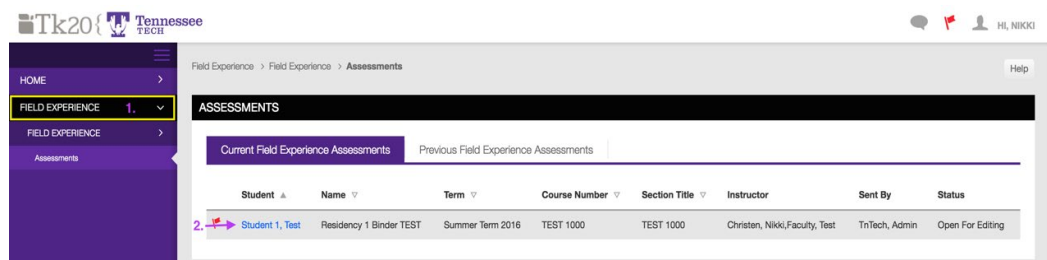 Tk20{ Tennessee TECH
HI, NIKKI
HOME
FIELD EXPERIENCE 1.
FIELD EXPERIENCE
Assessments
Field Experience > Field Experience > Assessments
Help
ASSESSMENTS
Current Field Experience Assessments Previous Field Experience Assessments
Student Name Term Course Number Section Title Instructor Sent By Status
2. Student 1, Test Residency 1 Binder TEST Summer Term 2016 TEST 1000 TEST 1000 Christen, Nikki,Faculty, Test TnTech, Admin Open For Editing